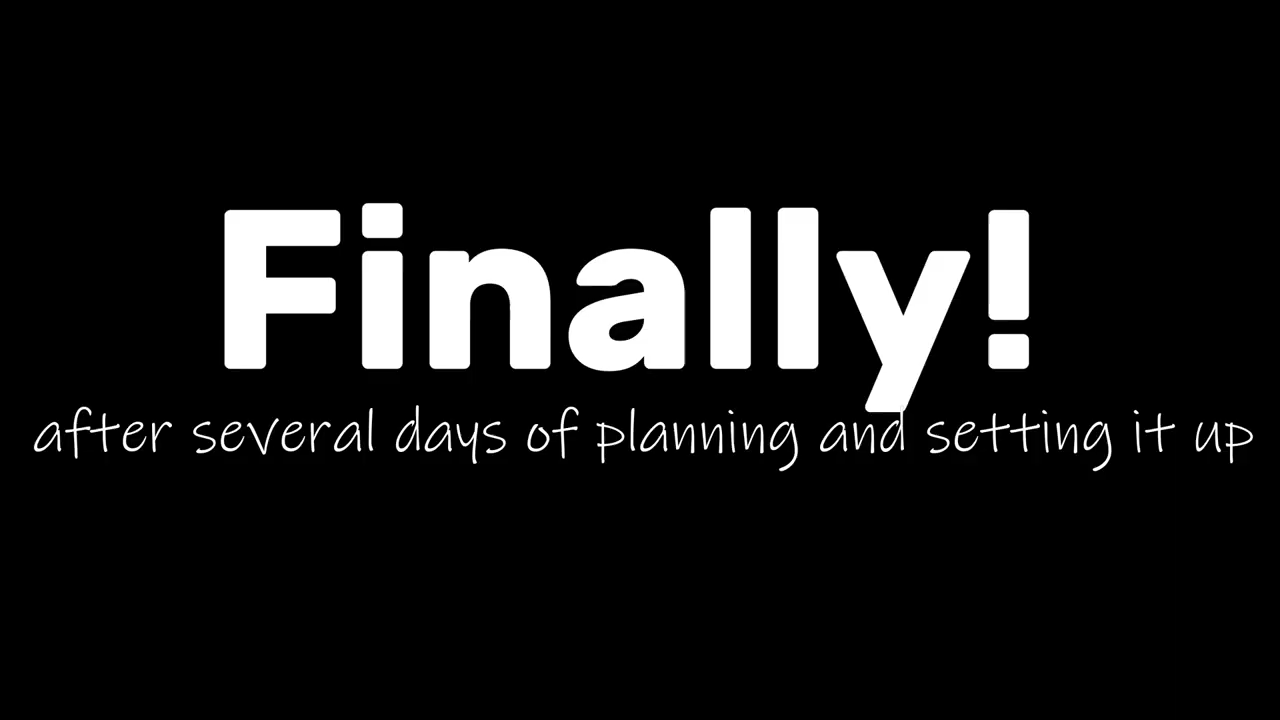 Finally!
after several days of planning and setting it up